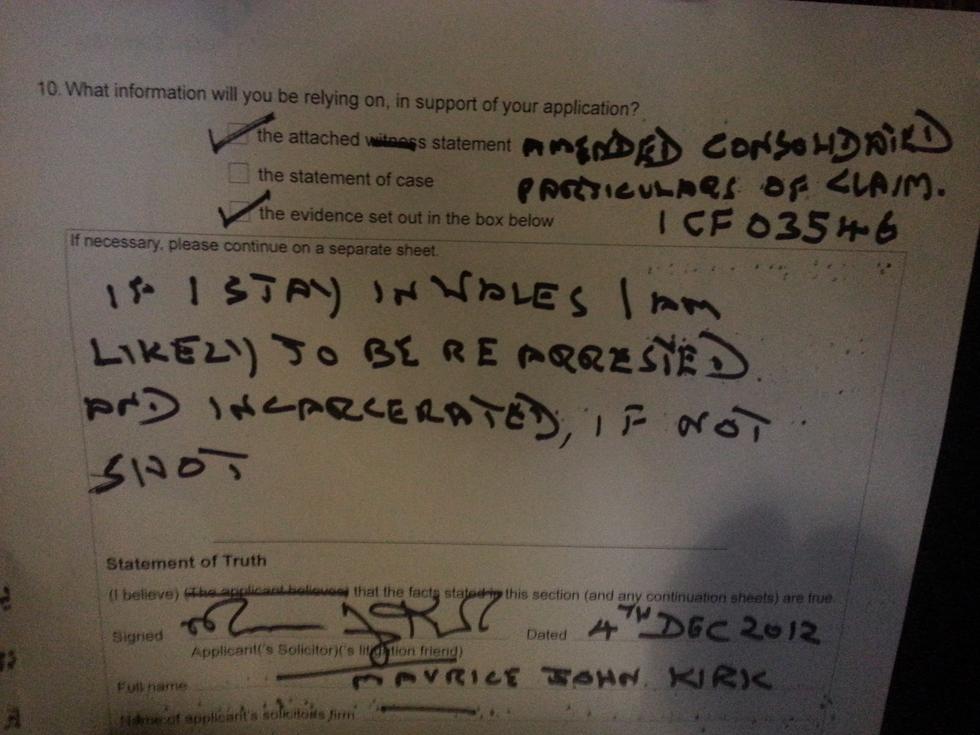 10. What information will you be relying on, in support of your application?
the attached witness statement AMENDED CONSOLIDATED
the statement of case PARTICULARS OF CLAIM.
the evidence set out in the box below 1CF03546
If necessary, please continue on a separate sheet.
IF I STAY IN WALES I AM
LIKELY TO BE RE ARRESTED
AND INCARCERATED, IF NOT
SHOT
Statement of Truth
(I believe) (The applicant believes) that the facts stated in this section (and any continuation sheets) are true.
Signed Dated 4TH DEC 2012
Applicant('s Solicitor)('s litigation friend)
Full name MAURICE JOHN KIRK
Name of applicant's solicitor's firm